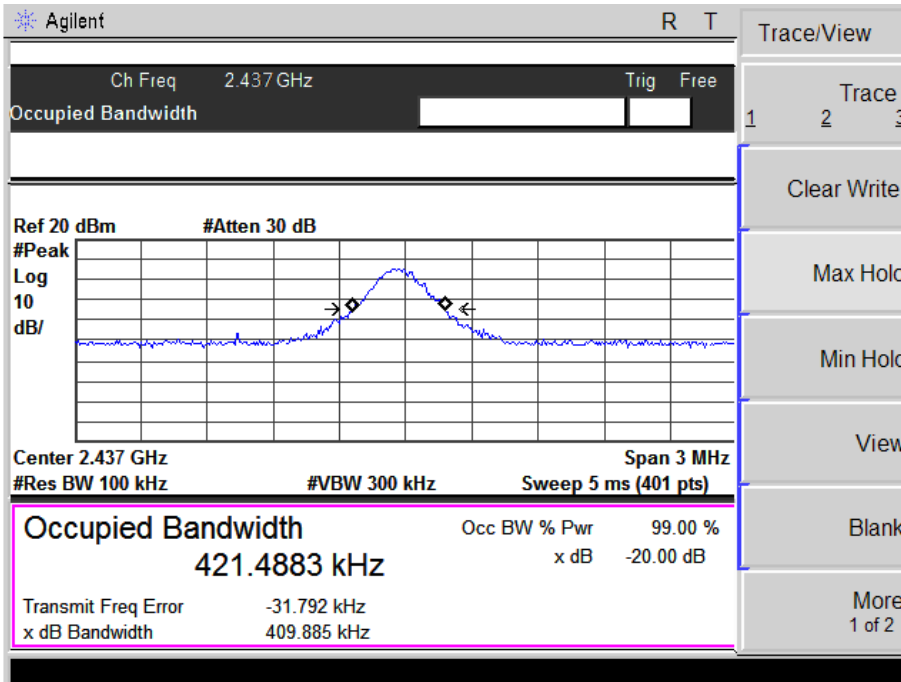 Agilent R T
Ch Freq 2.437 GHz Trig Free
Occupied Bandwidth
Ref 20 dBm #Atten 30 dB
#Peak
Log
10
dB/
Center 2.437 GHz Span 3 MHz
#Res BW 100 kHz #VBW 300 kHz Sweep 5 ms (401 pts)
Occupied Bandwidth Occ BW % Pwr 99.00 %
421.4883 kHz x dB -20.00 dB
Transmit Freq Error -31.792 kHz
x dB Bandwidth 409.885 kHz
Trace/View
Trace
1 2 3
Clear Write
Max Hold
Min Hold
View
Blank
More
1 of 2